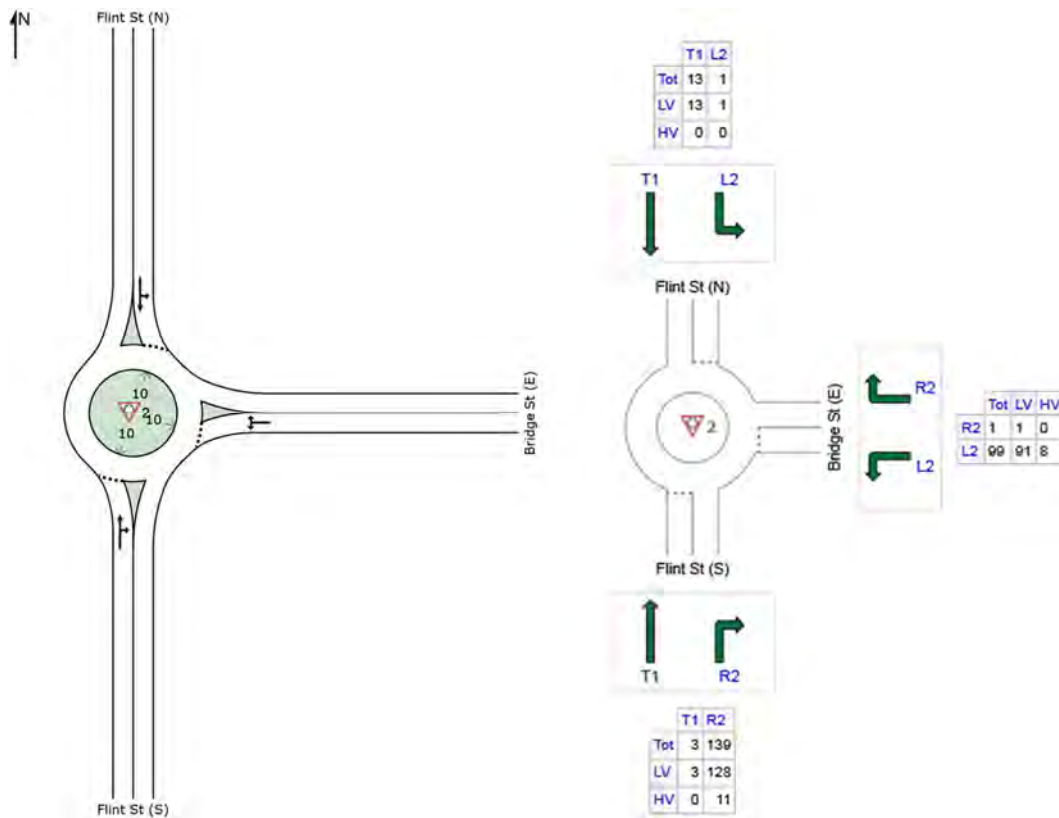 N
Flint St (N)
10
2
10
10
Bridge St (E)
Flint St (S)
T1 L2
Tot 13 1
LV 13 1
HV 0 0
T1 L2
Flint St (N)
2
Bridge St (E)
R2
L2
Tot LV HV
R2 1 1 0
L2 99 91 8
Flint St (S)
T1 R2
T1 R2
Tot 3 139
LV 3 128
HV 0 11